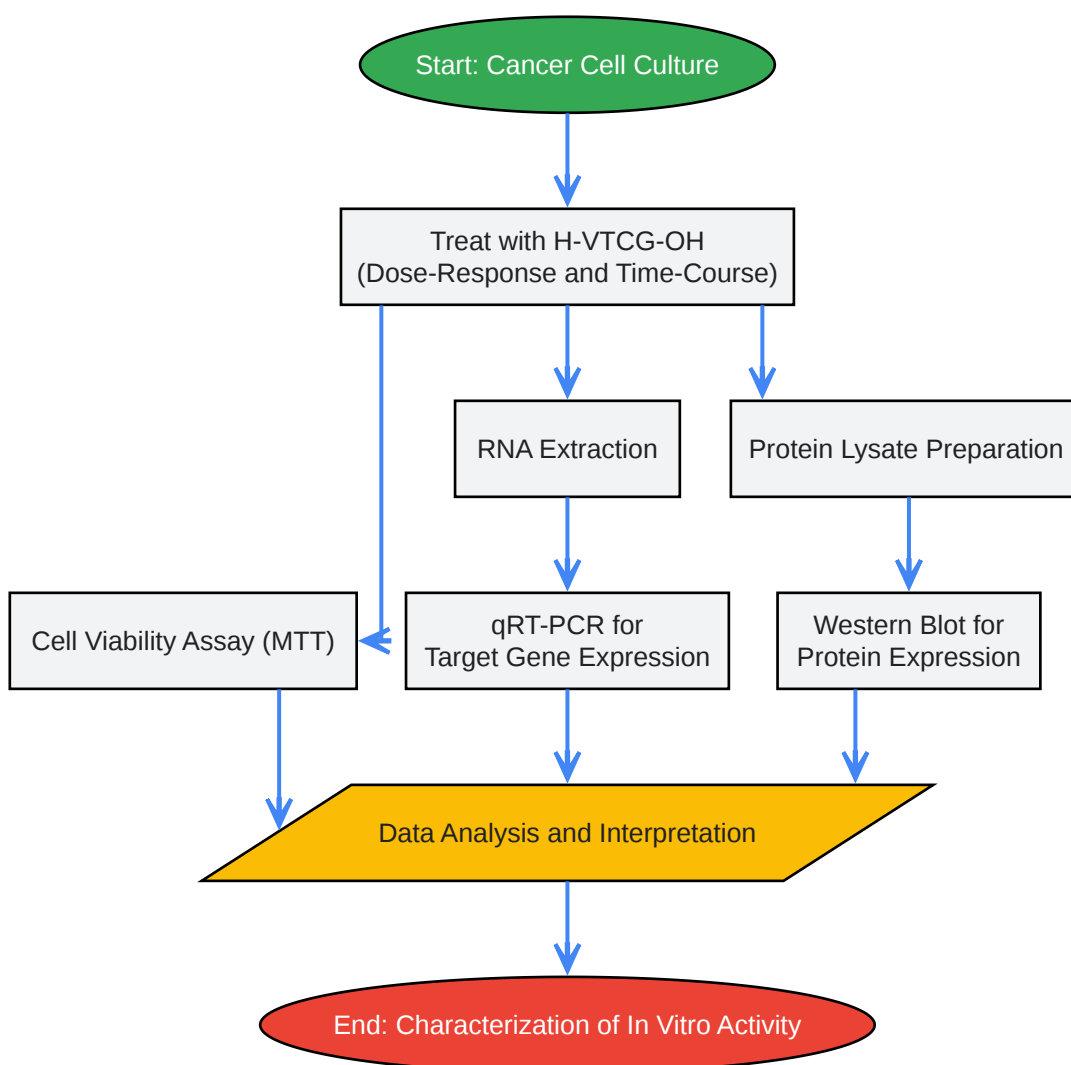 Start: Cancer Cell Culture
Treat with H-VTCG-OH
(Dose-Response and Time-Course)
RNA Extraction
Protein Lysate Preparation
Cell Viability Assay (MTT)
qRT-PCR for
Target Gene Expression
Western Blot for
Protein Expression
Data Analysis and Interpretation
End: Characterization of In Vitro Activity